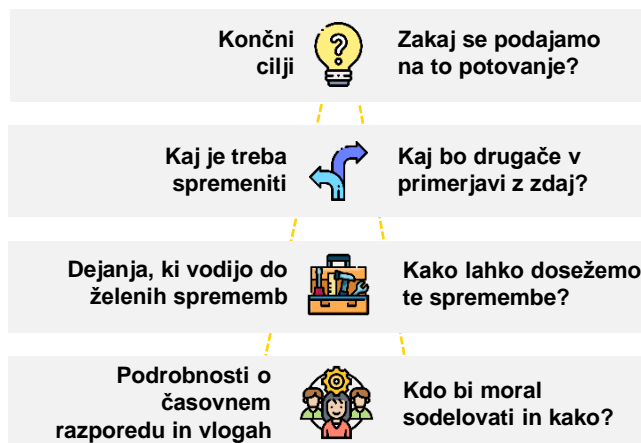 Končni
cilji
Zakaj se podajamo
na to potovanje?
Kaj je treba
spremeniti
Kaj bo drugače v
primerjavi z zdaj?
Dejanja, ki vodijo do
želenih sprememb
Kako lahko dosežemo
te spremembe?
Podrobnosti o
časovnem
razporedu in vlogah
Kdo bi moral
sodelovati in kako?